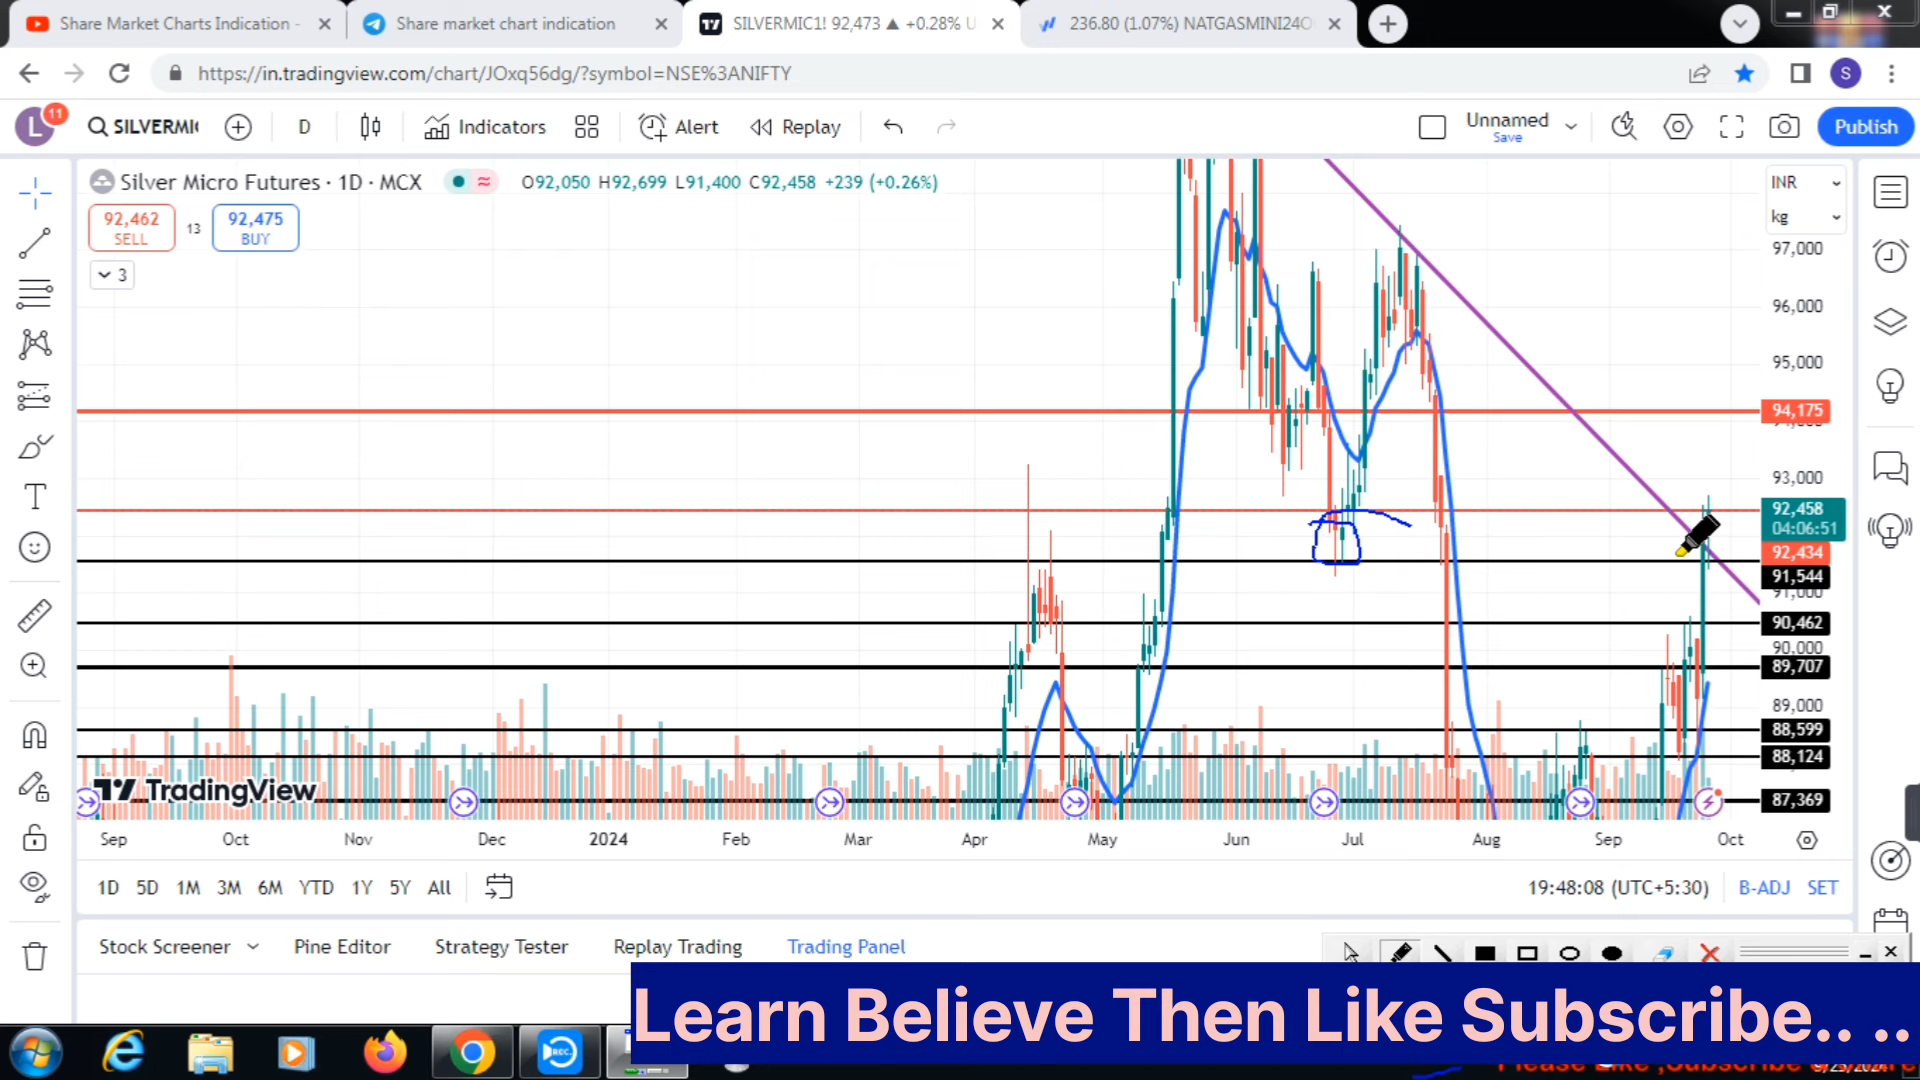 Share Market Charts Indication -
Share market chart indication
SILVERMIC1! 92,473 ▲ +0.28% U
236.80 (1.07%) NATGASMINI24O
https://in.tradingview.com/chart/JOxq56dg/?symbol=NSE%3ANIFTY
S
L
11
SILVERMIC
D
Indicators
Alert
Replay
Unnamed
Save
Publish
Silver Micro Futures · 1D · MCX
O92,050 H92,699 L91,400 C92,458 +239 (+0.26%)
92,462
SELL
13
92,475
BUY
3
INR
kg
97,000
96,000
95,000
94,175
93,000
92,458
04:06:51
92,434
91,544
91,000
90,462
90,000
89,707
89,000
88,599
88,124
87,369
TradingView
Sep Oct Nov Dec 2024 Feb Mar Apr May Jun Jul Aug Sep Oct
1D 5D 1M 3M 6M YTD 1Y 5Y All
19:48:08 (UTC+5:30)
B-ADJ SET
Stock Screener
Pine Editor
Strategy Tester
Replay Trading
Trading Panel
Learn Believe Then Like Subscribe.. ..
REC